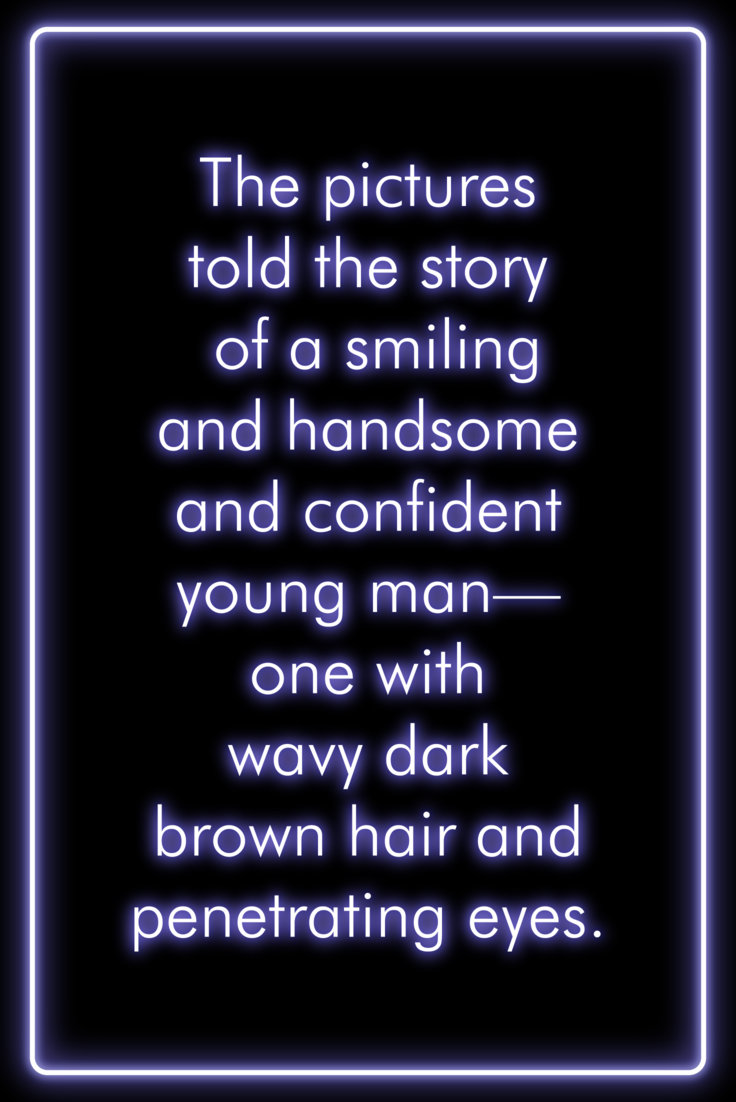 The pictures
told the story
of a smiling
and handsome
and confident
young man—
one with
wavy dark
brown hair and
penetrating eyes.